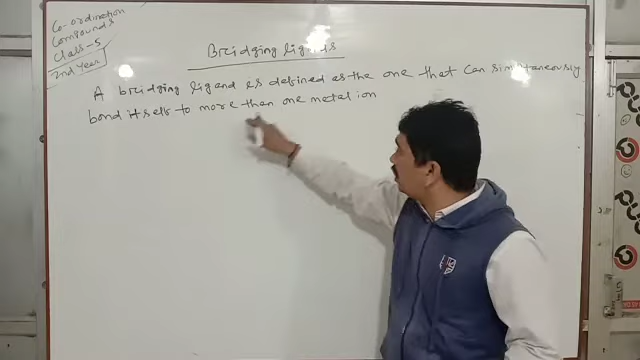 Co-ordination
Compounds
Class-5
2nd Year
Bridging ligands
A bridging ligand is defined as the one that can simultaneously
bond itself to more than one metal ion